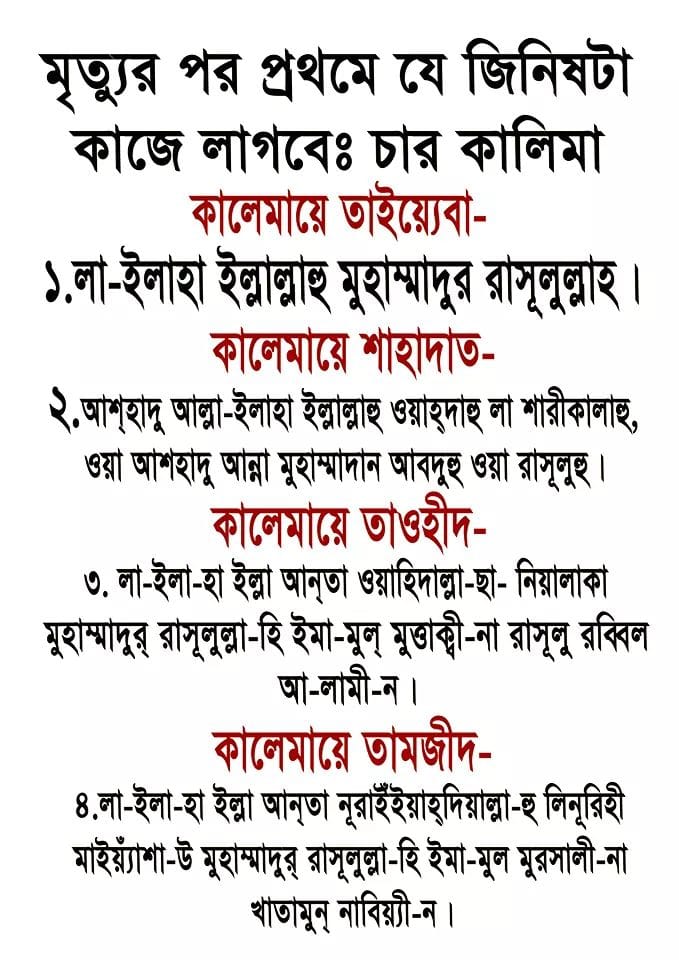 মৃত্যুর পর প্রথমে যে জিনিষটা
কাজে লাগবেঃ চার কালিমা
কালেমায়ে তাইয়্যেবা-
১.লা-ইলাহা ইল্লাল্লাহু মুহাম্মাদুর রাসূলুল্লাহ।
কালেমায়ে শাহাদাত-
২.আশ্‌হাদু আল্লা-ইলাহা ইল্লাল্লাহু ওয়াহ্‌দাহু লা শারীকালাহু,
ওয়া আশহাদু আন্না মুহাম্মাদান আবদুহু ওয়া রাসূলুহু।
কালেমায়ে তাওহীদ-
৩. লা-ইলা-হা ইল্লা আন্‌তা ওয়াহিদাল্লা-ছা- নিয়ালাকা
মুহাম্মাদুর্ রাসূলুল্লা-হি ইমা-মুল্ মুত্তাক্বী-না রাসূলু রব্বিল
আ-লামী-ন।
কালেমায়ে তামজীদ-
৪.লা-ইলা-হা ইল্লা আন্‌তা নূরাইঁইয়াহ্‌দিয়াল্লা-হু লিনূরিহী
মাইয়্যাঁশা-উ মুহাম্মাদুর্ রাসূলুল্লা-হি ইমা-মুল মুরসালী-না
খাতামুন্ নাবিয়্যী-ন।